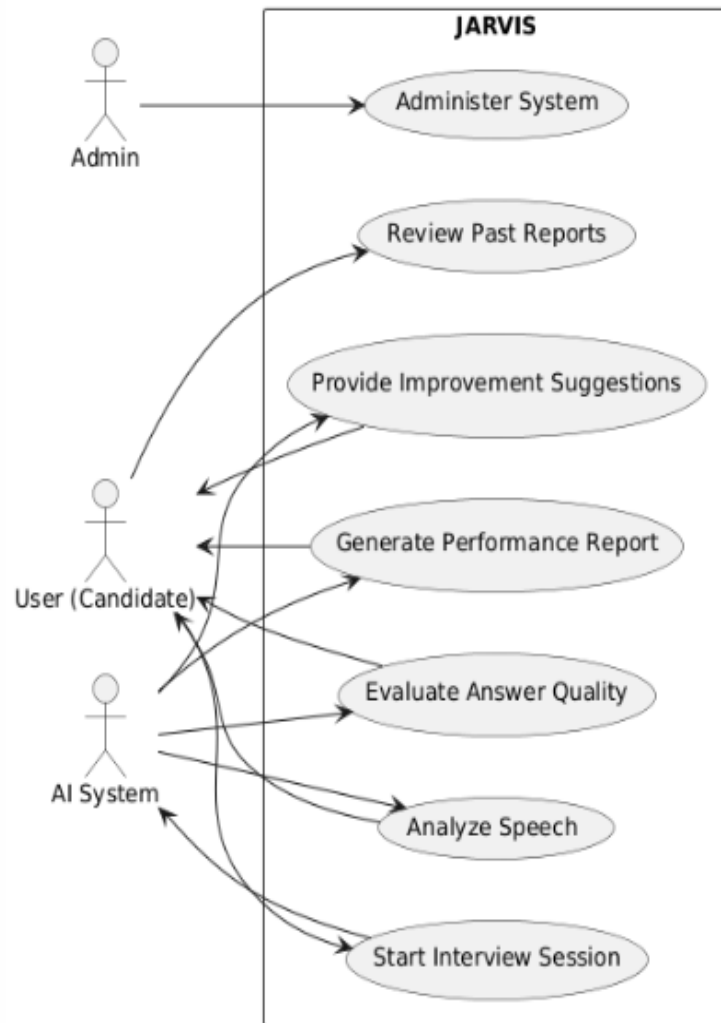 JARVIS
Administer System
Admin
Review Past Reports
Provide Improvement Suggestions
Generate Performance Report
User (Candidate)
Evaluate Answer Quality
AI System
Analyze Speech
Start Interview Session